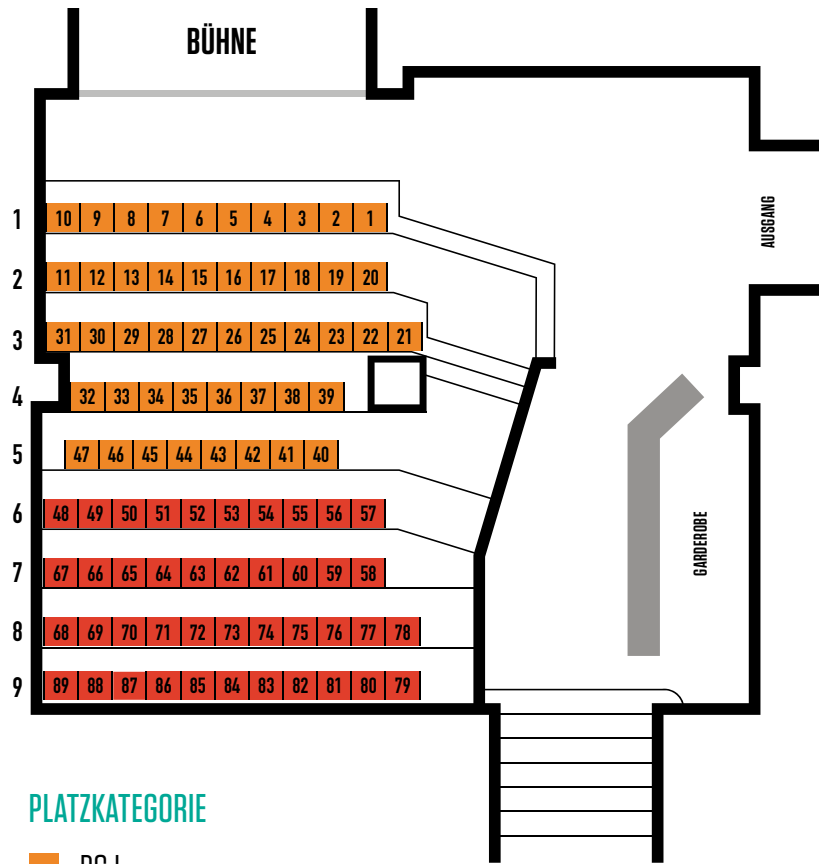 BÜHNE
1 10 9 8 7 6 5 4 3 2 1
AUSGANG
2 11 12 13 14 15 16 17 18 19 20
3 31 30 29 28 27 26 25 24 23 22 21
4 32 33 34 35 36 37 38 39
5 47 46 45 44 43 42 41 40
6 48 49 50 51 52 53 54 55 56 57
GARDEROBE
7 67 66 65 64 63 62 61 60 59 58
8 68 69 70 71 72 73 74 75 76 77 78
9 89 88 87 86 85 84 83 82 81 80 79
PLATZKATEGORIE